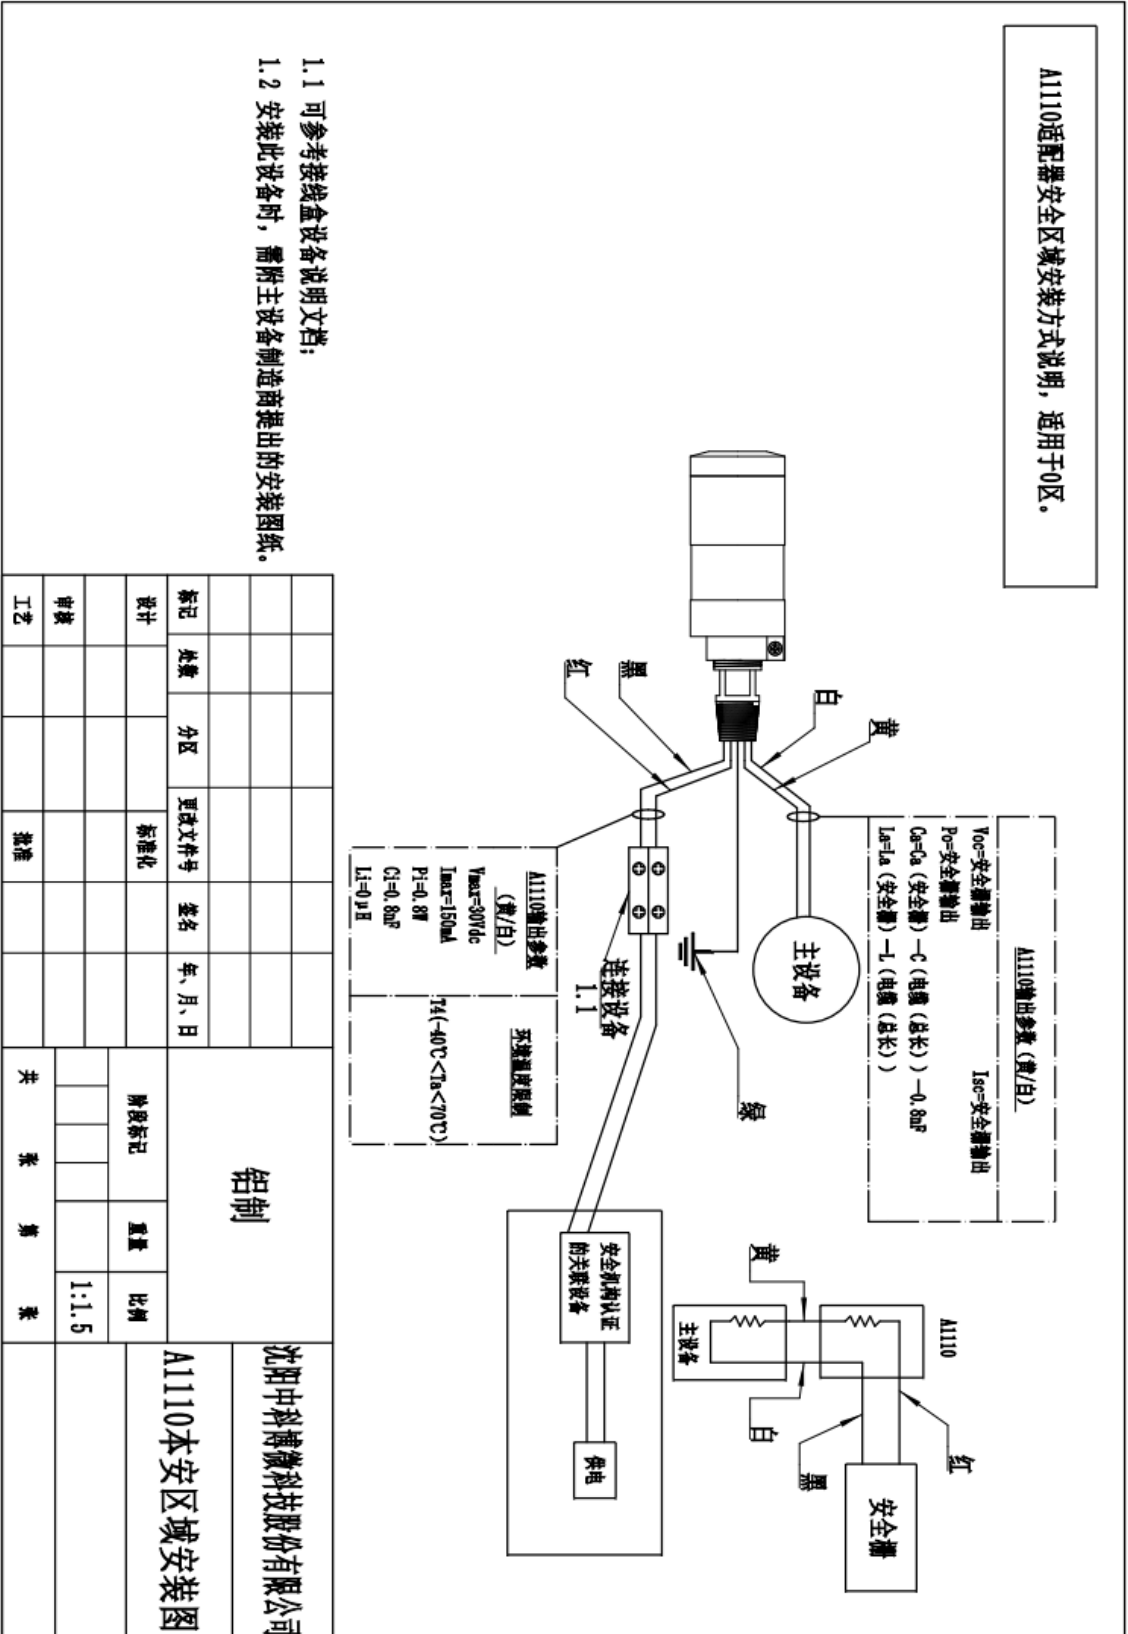 A1110适配器安全区域安装方式说明，适用于0区。
A1110输出参数（黄/白）
Voc=安全栅输出 Isc=安全栅输出
Po=安全栅输出
Ca=Ca（安全栅）—C（电缆（总长））—0.8nF
La=La（安全栅）—L（电缆（总长））
白
黄
黑
红
主设备
绿
连接设备
1.1
A1110输出参数
（黄/白）
Vmax=30Vdc
Imax=150mA
Pi=0.8W
Ci=0.8nF
Li=0μH
环境温度限制
T4(-40℃<Ta<70℃)
安全机构认证
的关联设备
供电
A1110
主设备
黄
白
红
黑
安全栅
1.1 可参考接线盒设备说明文档；
1.2 安装此设备时，需附主设备制造商提出的安装图纸。
标记 处数 分区 更改文件号 签名 年、月、日
设计 标准化
审核
工艺 批准
铝制
阶段标记 重量 比例
1:1.5
共 张 第 张
沈阳中科博微科技股份有限公司
A1110本安区域安装图